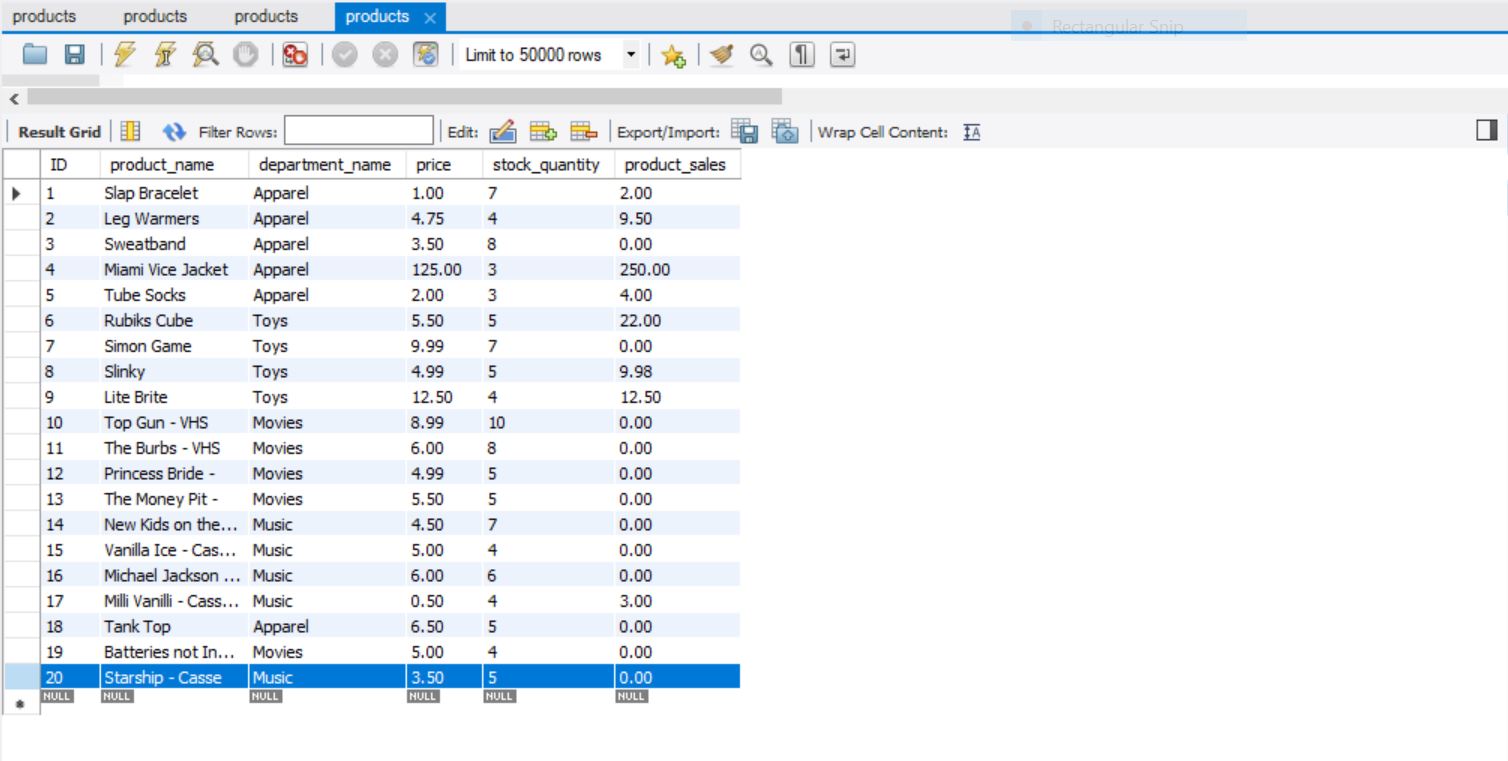 products products products products
Rectangular Snip
Limit to 50000 rows
Result Grid Filter Rows: Edit: Export/Import: Wrap Cell Content:
ID product_name department_name price stock_quantity product_sales
1 Slap Bracelet Apparel 1.00 7 2.00
2 Leg Warmers Apparel 4.75 4 9.50
3 Sweatband Apparel 3.50 8 0.00
4 Miami Vice Jacket Apparel 125.00 3 250.00
5 Tube Socks Apparel 2.00 3 4.00
6 Rubiks Cube Toys 5.50 5 22.00
7 Simon Game Toys 9.99 7 0.00
8 Slinky Toys 4.99 5 9.98
9 Lite Brite Toys 12.50 4 12.50
10 Top Gun - VHS Movies 8.99 10 0.00
11 The Burbs - VHS Movies 6.00 8 0.00
12 Princess Bride - Movies 4.99 5 0.00
13 The Money Pit - Movies 5.50 5 0.00
14 New Kids on the... Music 4.50 7 0.00
15 Vanilla Ice - Cas... Music 5.00 4 0.00
16 Michael Jackson ... Music 6.00 6 0.00
17 Milli Vanilli - Cass... Music 0.50 4 3.00
18 Tank Top Apparel 6.50 5 0.00
19 Batteries not In... Movies 5.00 4 0.00
20 Starship - Casse Music 3.50 5 0.00
NULL NULL NULL NULL NULL NULL